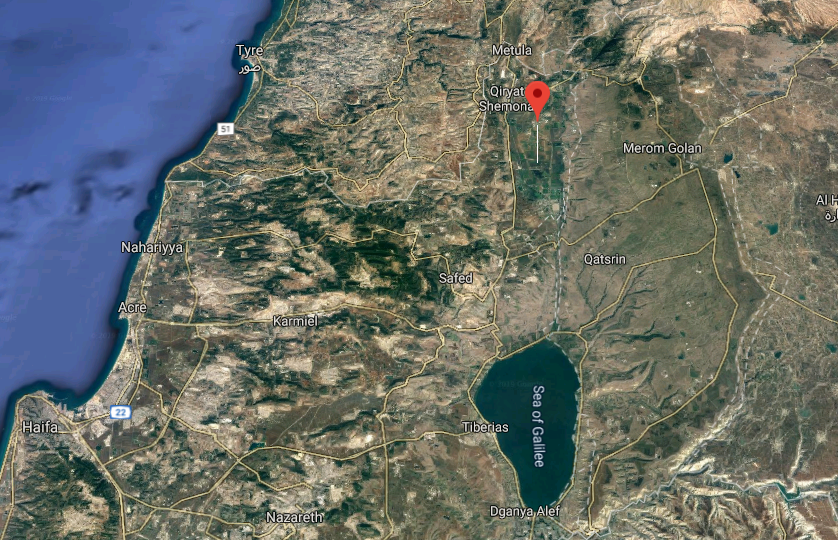 Tyre
صور
Metula
Qiryat
Shemona
51
Merom Golan
Al H
Nahariyya
Safed
Qatsrin
Acre
Karmiel
22
Haifa
Sea of Galilee
Tiberias
Nazareth
Dganya Alef